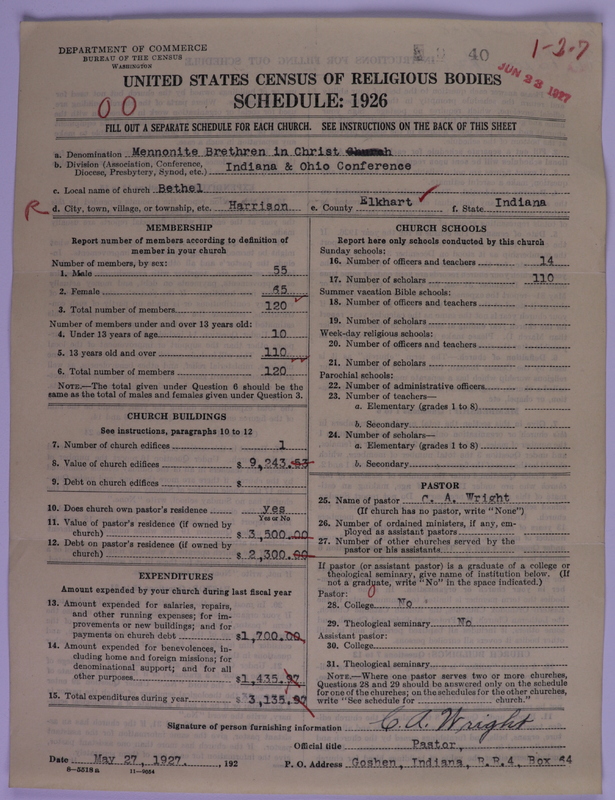 DEPARTMENT OF COMMERCE
BUREAU OF THE CENSUS
WASHINGTON
40
1-2-7
JUN 23 1927
UNITED STATES CENSUS OF RELIGIOUS BODIES
SCHEDULE: 1926
00
FILL OUT A SEPARATE SCHEDULE FOR EACH CHURCH. SEE INSTRUCTIONS ON THE BACK OF THIS SHEET
a. Denomination Mennonite Brethren in Christ Church
b. Division (Association, Conference, Diocese, Presbytery, Synod, etc.) Indiana & Ohio Conference
c. Local name of church Bethel
R d. City, town, village, or township, etc. Harrison e. County Elkhart f. State Indiana
MEMBERSHIP
Report number of members according to definition of
member in your church
Number of members, by sex:
1. Male 55
2. Female 65
3. Total number of members 120
Number of members under and over 13 years old:
4. Under 13 years of age 10
5. 13 years old and over 110
6. Total number of members 120
NOTE.—The total given under Question 6 should be the
same as the total of males and females given under Question 3.
CHURCH BUILDINGS
See instructions, paragraphs 10 to 12
7. Number of church edifices 1
8. Value of church edifices $ 9,243.53
9. Debt on church edifices $
10. Does church own pastor's residence? yes
Yes or No
11. Value of pastor's residence (if owned by
church) $ 3,500.00
12. Debt on pastor's residence (if owned by
church) $ 2,300.00
EXPENDITURES
Amount expended by your church during last fiscal year
13. Amount expended for salaries, repairs,
and other running expenses; for im-
provements or new buildings; and for
payments on church debt $1,700.00
14. Amount expended for benevolences, in-
cluding home and foreign missions; for
denominational support; and for all
other purposes $1,435.97
15. Total expenditures during year $ 3,135.97
CHURCH SCHOOLS
Report here only schools conducted by this church
Sunday schools:
16. Number of officers and teachers 14
17. Number of scholars 110
Summer vacation Bible schools:
18. Number of officers and teachers
19. Number of scholars
Week-day religious schools:
20. Number of officers and teachers
21. Number of scholars
Parochial schools:
22. Number of administrative officers
23. Number of teachers—
a. Elementary (grades 1 to 8)
b. Secondary
24. Number of scholars—
a. Elementary (grades 1 to 8)
b. Secondary
PASTOR
25. Name of pastor C. A. Wright
(If church has no pastor, write "None")
26. Number of ordained ministers, if any, em-
ployed as assistant pastors
27. Number of other churches served by the
pastor or his assistants
If pastor (or assistant pastor) is a graduate of a college or
theological seminary, give name of institution below. (If
not a graduate, write "No" in the space indicated.)
Pastor: 0
28. College No
29. Theological seminary No
Assistant pastor:
30. College
31. Theological seminary
NOTE.—Where one pastor serves two or more churches,
Questions 28 and 29 should be answered only on the schedule
for one of the churches; on the schedules for the other churches,
write "See schedule for church."
Signature of person furnishing information C. A. Wright
Official title Pastor,
Date May 27, 1927. , 192 P. O. Address Goshen, Indiana, R.R.4, Box 54
8-5518 a 11-9054